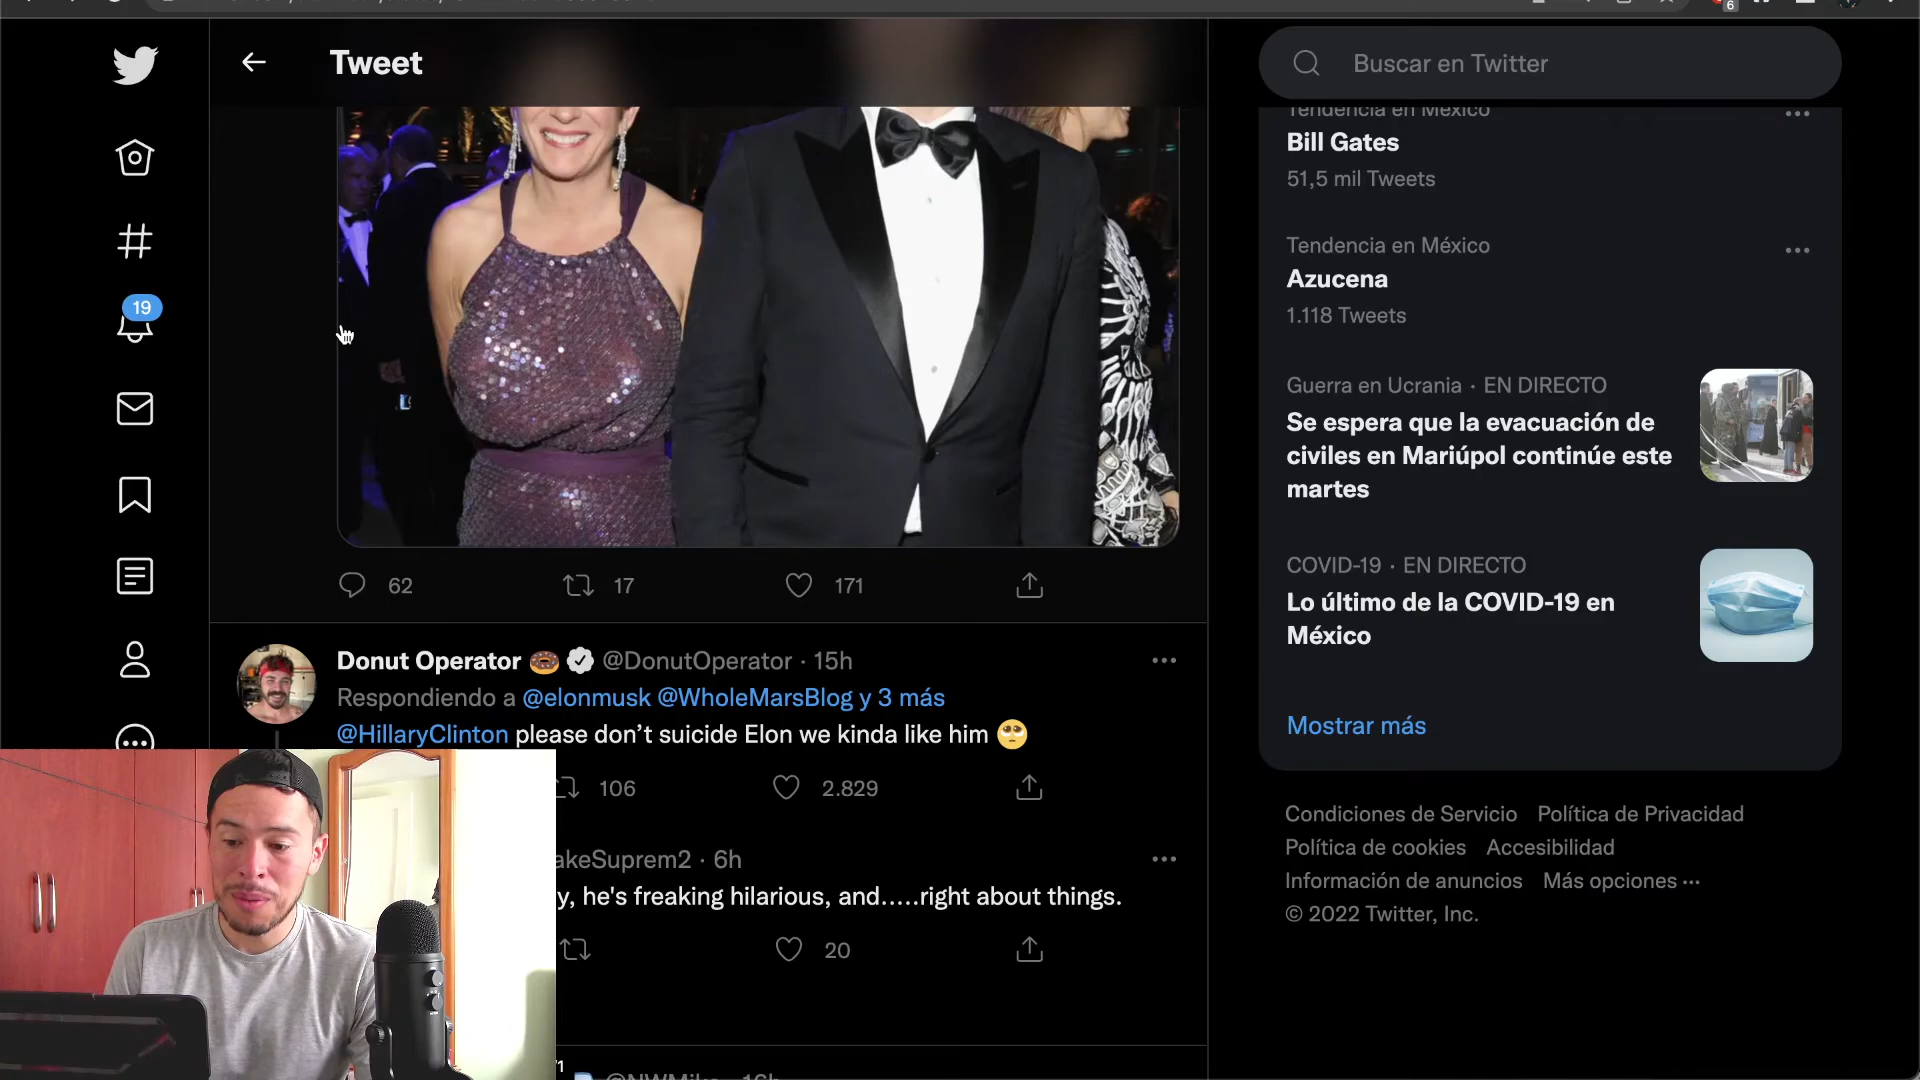 6
Tweet
Buscar en Twitter
Tendencia en México
Bill Gates
51,5 mil Tweets
Tendencia en México
Azucena
1.118 Tweets
19
Guerra en Ucrania · EN DIRECTO
Se espera que la evacuación de
civiles en Mariúpol continúe este
martes
COVID-19 · EN DIRECTO
Lo último de la COVID-19 en
México
Mostrar más
62 17 171
Donut Operator 🍩 @DonutOperator · 15h
Respondiendo a @elonmusk @WholeMarsBlog y 3 más
@HillaryClinton please don’t suicide Elon we kinda like him 🥺
106 2.829
akeSuprem2 · 6h
y, he's freaking hilarious, and.....right about things.
20
Condiciones de Servicio Política de Privacidad
Política de cookies Accesibilidad
Información de anuncios Más opciones ···
© 2022 Twitter, Inc.